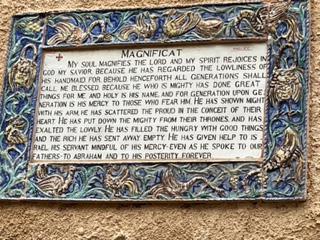 MAGNIFICAT
MY SOUL MAGNIFIES THE LORD AND MY SPIRIT REJOICES IN
GOD MY SAVIOR. BECAUSE HE HAS REGARDED THE LOWLINESS OF
HIS HANDMAID FOR BEHOLD HENCEFORTH ALL GENERATIONS SHALL
CALL ME BLESSED. BECAUSE HE WHO IS MIGHTY HAS DONE GREAT
THINGS FOR ME AND HOLY IS HIS NAME; AND FOR GENERATION UPON GE
NERATION IS HIS MERCY TO THOSE WHO FEAR HIM. HE HAS SHOWN MIGHT
WITH HIS ARM, HE HAS SCATTERED THE PROUD IN THE CONCEIT OF THEIR
HEART. HE HAS PUT DOWN THE MIGHTY FROM THEIR THRONES, AND HAS
EXALTED THE LOWLY. HE HAS FILLED THE HUNGRY WITH GOOD THINGS
AND THE RICH HE HAS SENT AWAY EMPTY. HE HAS GIVEN HELP TO IS
RAEL, HIS SERVANT MINDFUL OF HIS MERCY-EVEN AS HE SPOKE TO OUR
FATHERS-TO ABRAHAM AND TO HIS POSTERITY FOREVER.